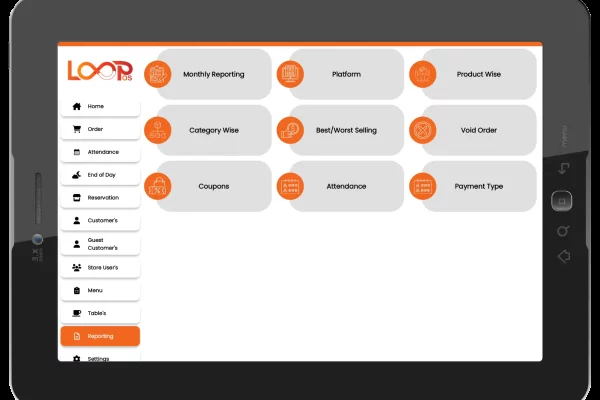 LOOP
OS
Monthly Reporting
Platform
Product Wise
Category Wise
Best/Worst Selling
Void Order
Coupons
Attendance
Payment Type
Home
Order
Attendance
End of Day
Reservation
Customer's
Guest
Customer's
Store User's
Menu
Table's
Reporting
Settings